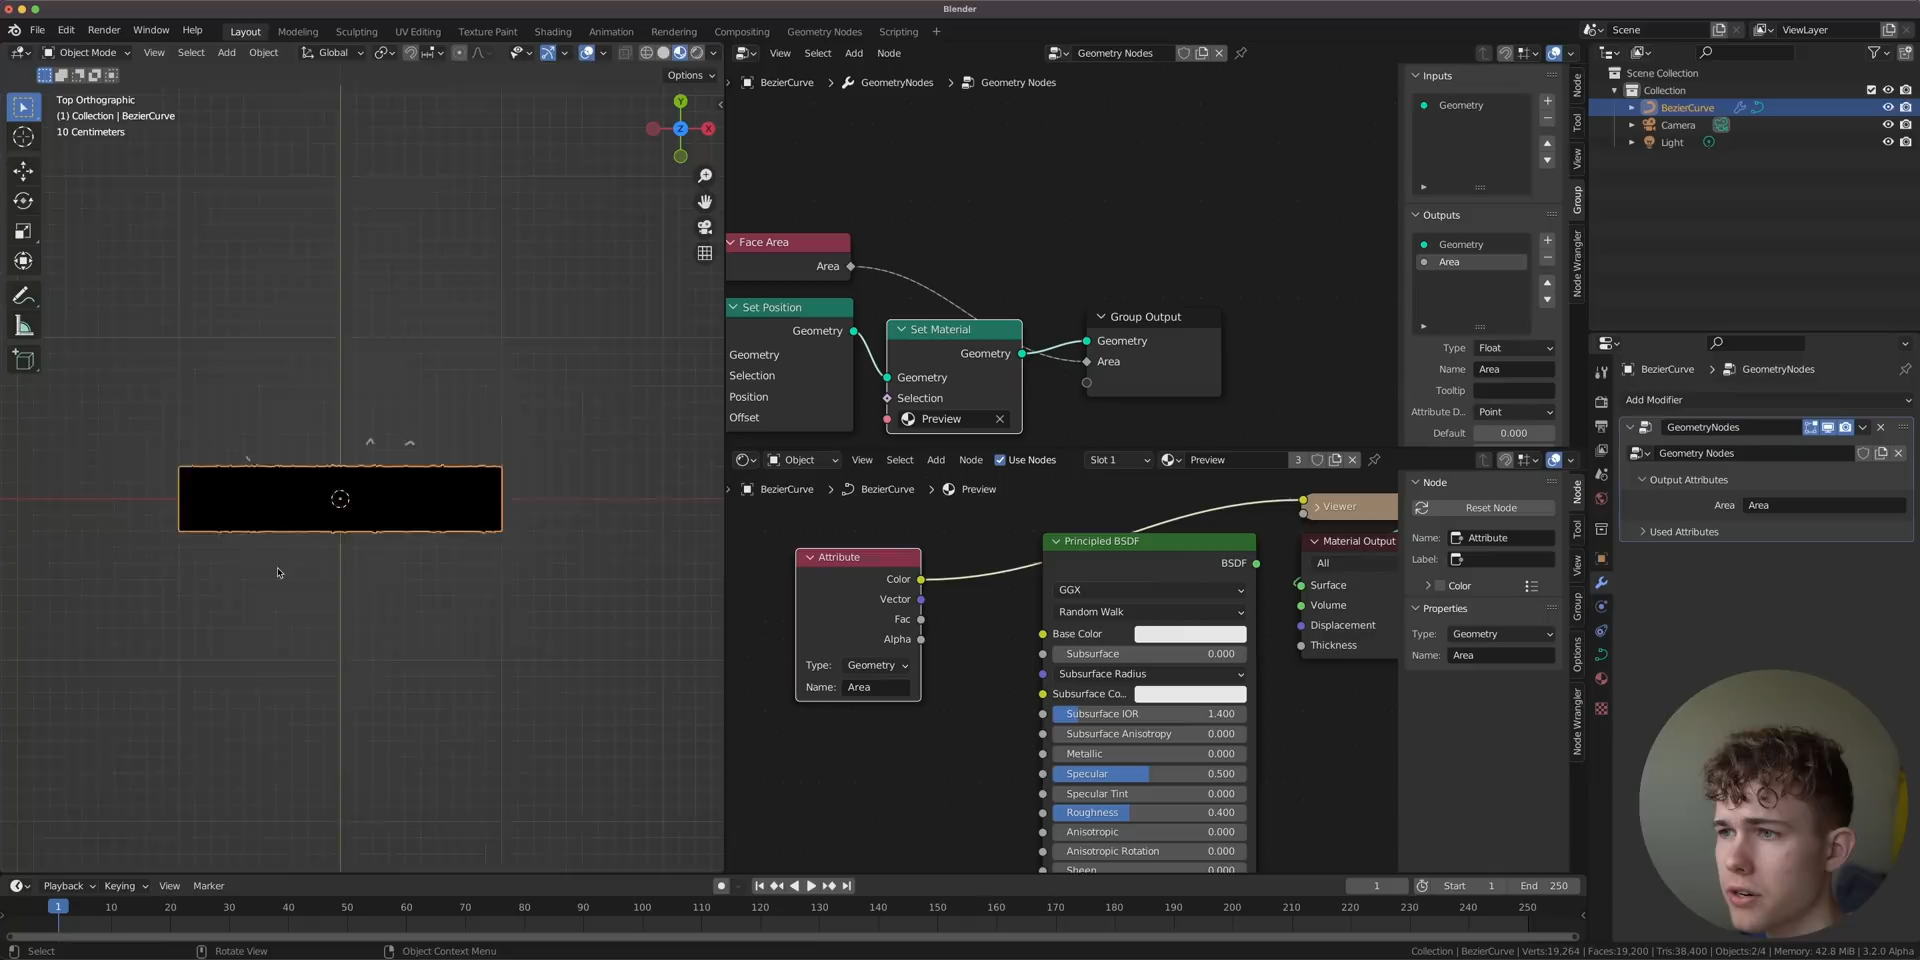 Blender
File Edit Render Window Help Layout Modeling Sculpting UV Editing Texture Paint Shading Animation Rendering Compositing Geometry Nodes Scripting +
Scene
ViewLayer
Object Mode View Select Add Object Global
Options
View Select Add Node
Geometry Nodes
Top Orthographic
(1) Collection | BezierCurve
10 Centimeters
Y
Z
X
BezierCurve GeometryNodes Geometry Nodes
Face Area
Area
Set Position
Geometry
Geometry
Selection
Position
Offset
Set Material
Geometry
Geometry
Selection
Preview
Group Output
Geometry
Area
Inputs
Geometry
Outputs
Geometry
Area
Type Float
Name Area
Tooltip
Attribute D... Point
Default 0.000
Node
Tool
View
Group
Node Wrangler
Scene Collection
Collection
BezierCurve
Camera
Light
BezierCurve GeometryNodes
Add Modifier
GeometryNodes
Geometry Nodes
Output Attributes
Area Area
Used Attributes
Object View Select Add Node Use Nodes Slot 1 Preview 3
BezierCurve BezierCurve Preview
Attribute
Color
Vector
Fac
Alpha
Type: Geometry
Name: Area
Principled BSDF
BSDF
GGX
Random Walk
Base Color
Subsurface 0.000
Subsurface Radius
Subsurface Co...
Subsurface IOR 1.400
Subsurface Anisotropy 0.000
Metallic 0.000
Specular 0.500
Specular Tint 0.000
Roughness 0.400
Anisotropic 0.000
Anisotropic Rotation 0.000
Sheen
Viewer
Material Output
All
Surface
Volume
Displacement
Thickness
Node
Reset Node
Name: Attribute
Label:
Color
Properties
Type: Geometry
Name: Area
Node
Tool
View
Group
Options
Node Wrangler
Playback Keying View Marker
1 Start 1 End 250
1 10 20 30 40 50 60 70 80 90 100 110 120 130 140 150 160 170 180 190 200 210 220 230 240 250
Select Rotate View Object Context Menu
Collection | BezierCurve | Verts:19,264 | Faces:19,200 | Tris:38,400 | Objects:2/4 | Memory: 42.8 MiB | 3.2.0 Alpha